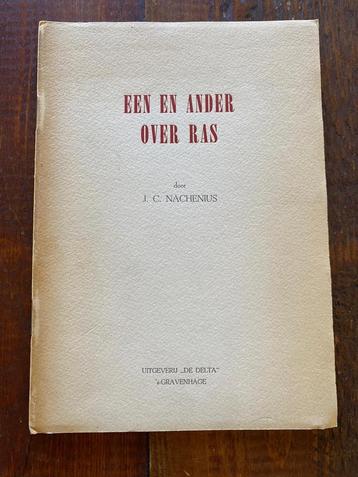 EEN EN ANDER
OVER RAS
door
J. C. NACHENIUS
UITGEVERIJ „DE DELTA”
's-GRAVENHAGE